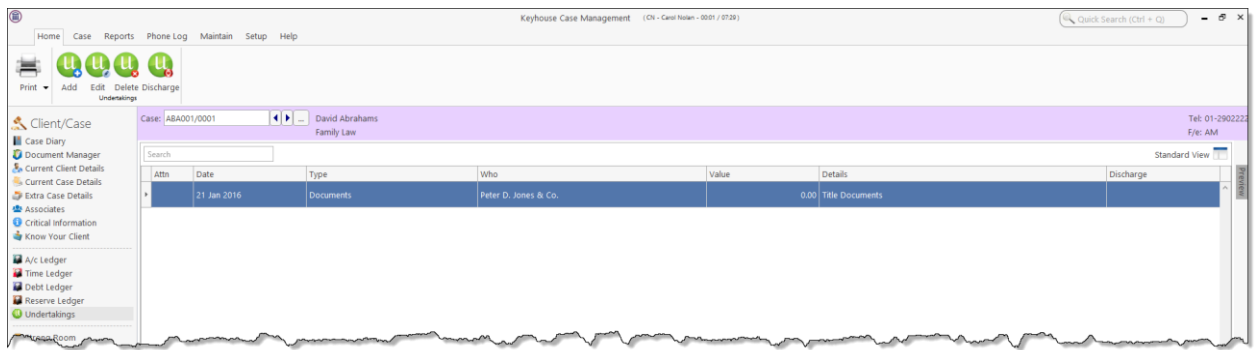 Keyhouse Case Management (CN - Carol Nolan - 0001 / 0729)
Quick Search (Ctrl + Q)
Home Case Reports Phone Log Maintain Setup Help
Print Add Edit Delete Discharge
Undertakings
Client/Case
Case: ABA001/0001 ... David Abrahams Tel: 01-2902222
Family Law F/e: AM
Case Diary
Document Manager
Current Client Details
Current Case Details
Extra Case Details
Associates
Critical Information
Know Your Client
A/c Ledger
Time Ledger
Debt Ledger
Reserve Ledger
Undertakings
Room
Search Standard View
Attn Date Type Who Value Details Discharge
21 Jan 2016 Documents Peter D. Jones & Co. 0.00 Title Documents
Preview